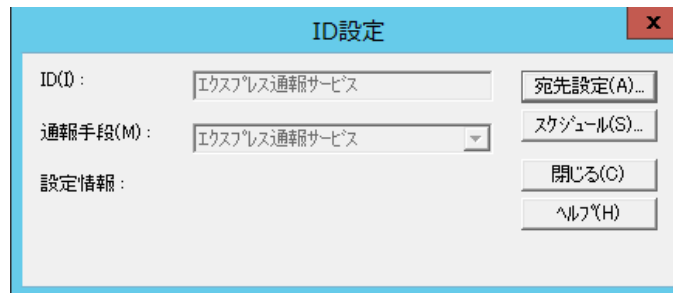 ID設定
x
ID(I) :
ｴｸｽﾌﾟﾚｽ通報ｻｰﾋﾞｽ
宛先設定(A)...
通報手段(M) :
ｴｸｽﾌﾟﾚｽ通報ｻｰﾋﾞｽ
ｽｹｼﾞｭｰﾙ(S)...
設定情報 :
閉じる(C)
ﾍﾙﾌﾟ(H)